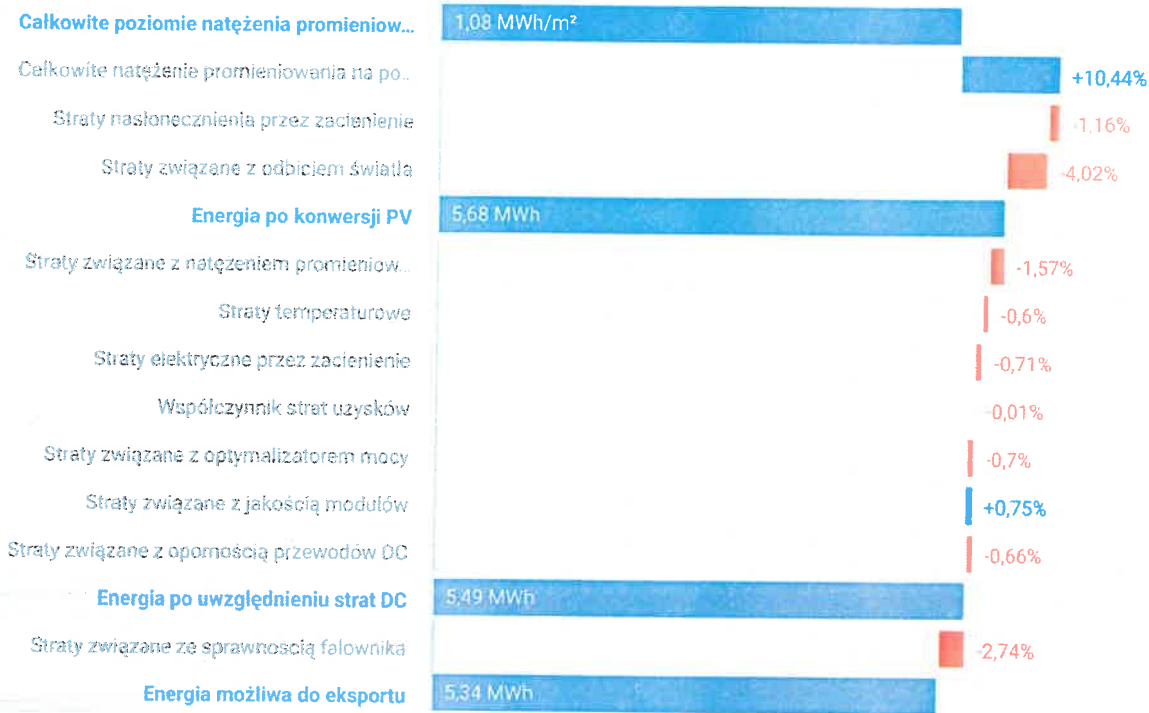 Całkowite poziomie natężenia promieniow... 1,08 MWh/m²
Całkowite natężenie promieniowania na po.. +10,44%
Straty nasłonecznienia przez zacienienie -1,16%
Straty związane z odbiciem światła -4,02%
Energia po konwersji PV 5,68 MWh
Straty związane z natężeniem promieniow... -1,57%
Straty temperaturowe -0,6%
Straty elektryczne przez zacienienie -0,71%
Współczynnik strat uzysków 0,01%
Straty związane z optymalizatorem mocy -0,7%
Straty związane z jakością modułów +0,75%
Straty związane z opornością przewodów DC -0,66%
Energia po uwzględnieniu strat DC 5,49 MWh
Straty związane ze sprawnością falownika -2,74%
Energia możliwa do eksportu 5,34 MWh